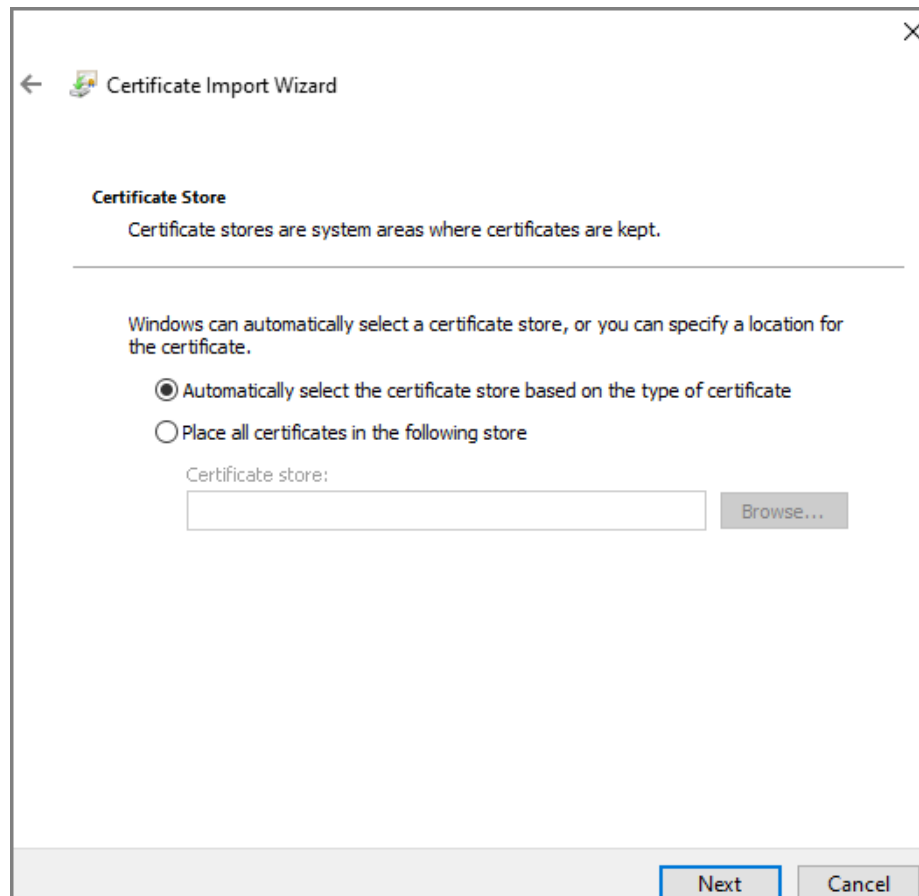 Certificate Import Wizard
Certificate Store
Certificate stores are system areas where certificates are kept.
Windows can automatically select a certificate store, or you can specify a location for
the certificate.
Automatically select the certificate store based on the type of certificate
Place all certificates in the following store
Certificate store:
Browse...
Next
Cancel